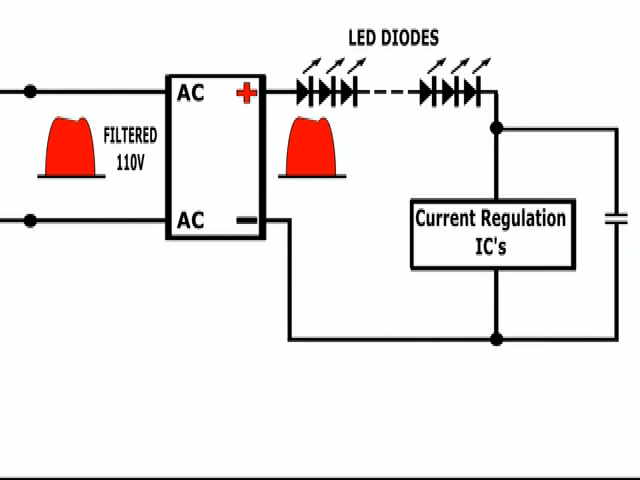 LED DIODES
AC +
FILTERED
110V
AC −
Current Regulation
IC's